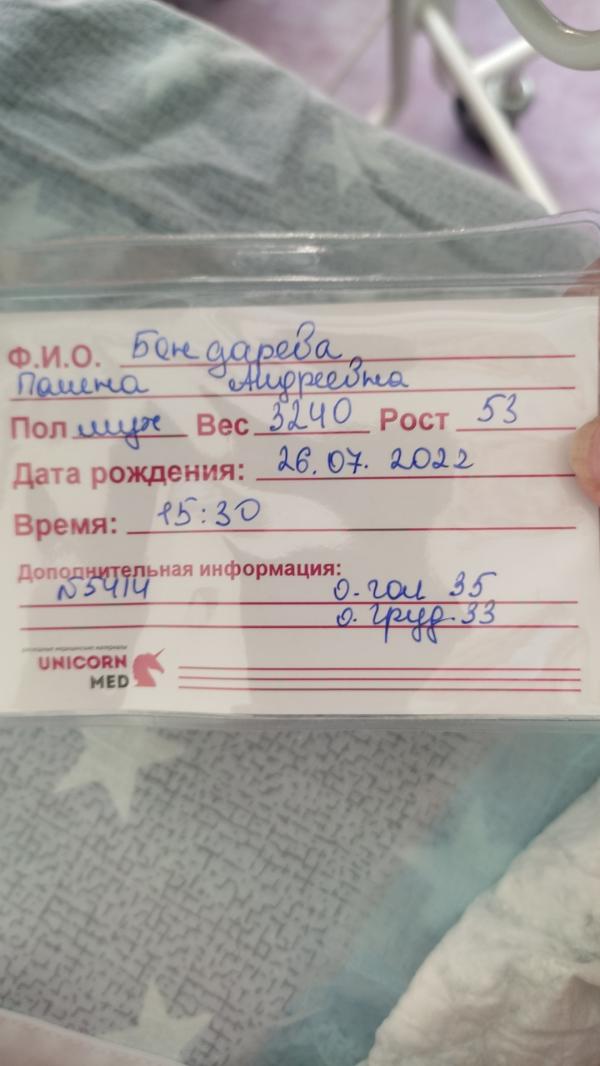 Ф.И.О. Бондарева
Полина Андреевна
Пол муж Вес 3240 Рост 53
Дата рождения: 26.07.2022
Время: 15:30
Дополнительная информация:
N5414 о.гол 35
о.груд.33
UNICORN
MED